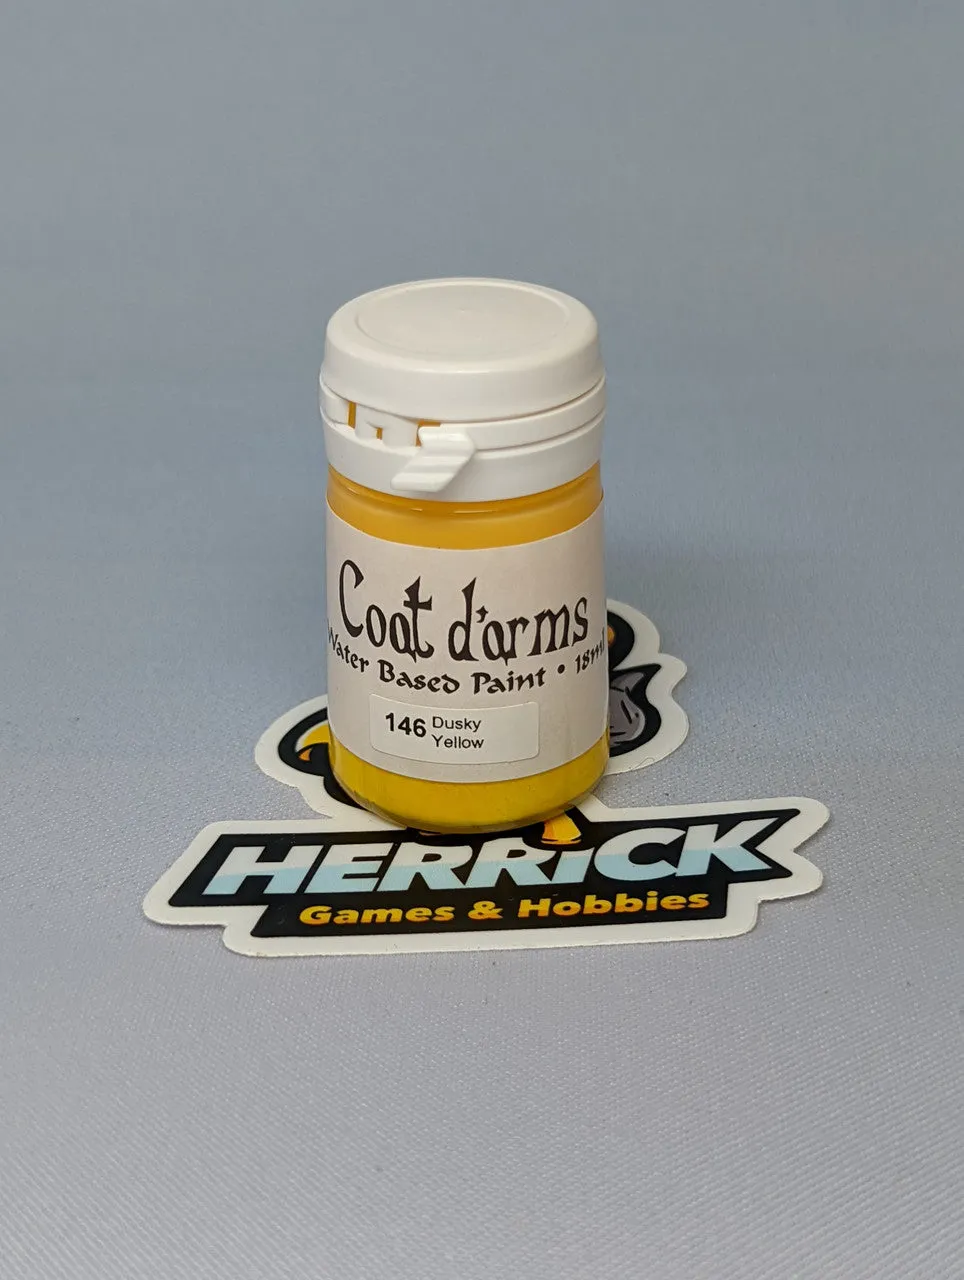 Coat d'arms
Water Based Paint • 18ml
146 Dusky
Yellow
HERRiCK
Games & Hobbies